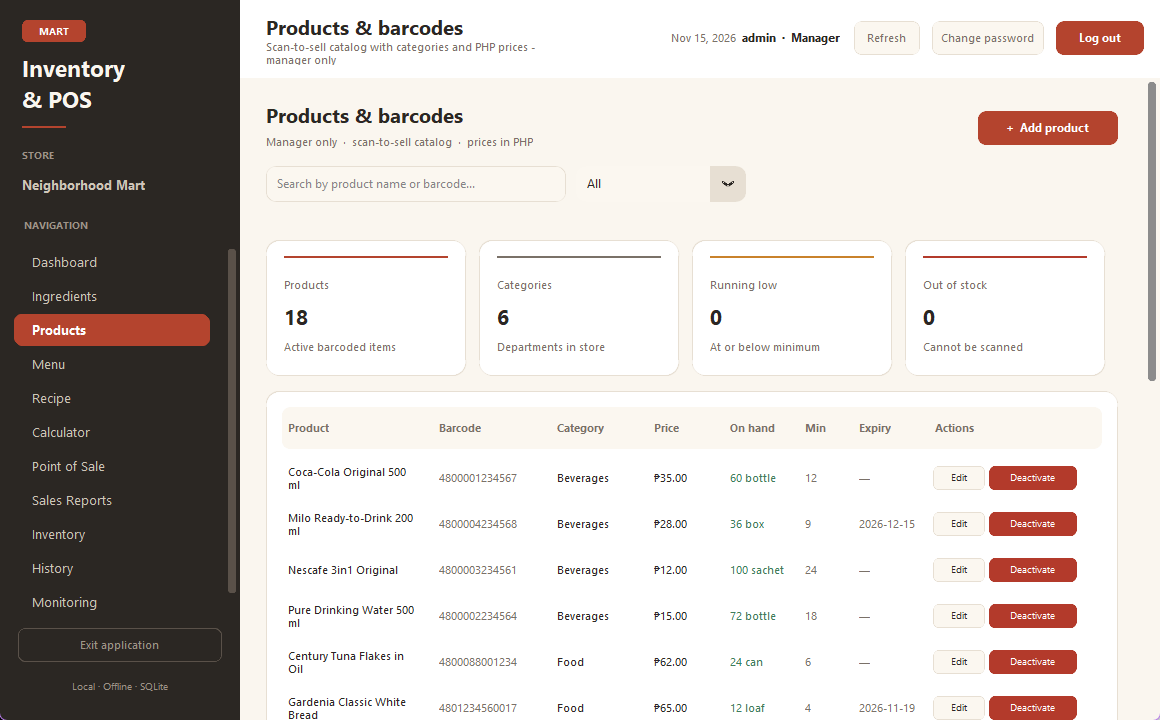 MART
Inventory
& POS
STORE
Neighborhood Mart
NAVIGATION
Dashboard
Ingredients
Products
Menu
Recipe
Calculator
Point of Sale
Sales Reports
Inventory
History
Monitoring
Exit application
Local · Offline · SQLite
Products & barcodes
Scan-to-sell catalog with categories and PHP prices -
manager only
Nov 15, 2026 admin · Manager
Refresh
Change password
Log out
Products & barcodes
Manager only · scan-to-sell catalog · prices in PHP
+ Add product
Search by product name or barcode...
All
Products
18
Active barcoded items
Categories
6
Departments in store
Running low
0
At or below minimum
Out of stock
0
Cannot be scanned
Product Barcode Category Price On hand Min Expiry Actions
Coca-Cola Original 500
ml
4800001234567 Beverages ₱35.00 60 bottle 12 — Edit Deactivate
Milo Ready-to-Drink 200
ml
4800004234568 Beverages ₱28.00 36 box 9 2026-12-15 Edit Deactivate
Nescafe 3in1 Original 4800003234561 Beverages ₱12.00 100 sachet 24 — Edit Deactivate
Pure Drinking Water 500
ml
4800002234564 Beverages ₱15.00 72 bottle 18 — Edit Deactivate
Century Tuna Flakes in
Oil
4800088001234 Food ₱62.00 24 can 6 — Edit Deactivate
Gardenia Classic White
Bread
4801234560017 Food ₱65.00 12 loaf 4 2026-11-19 Edit Deactivate